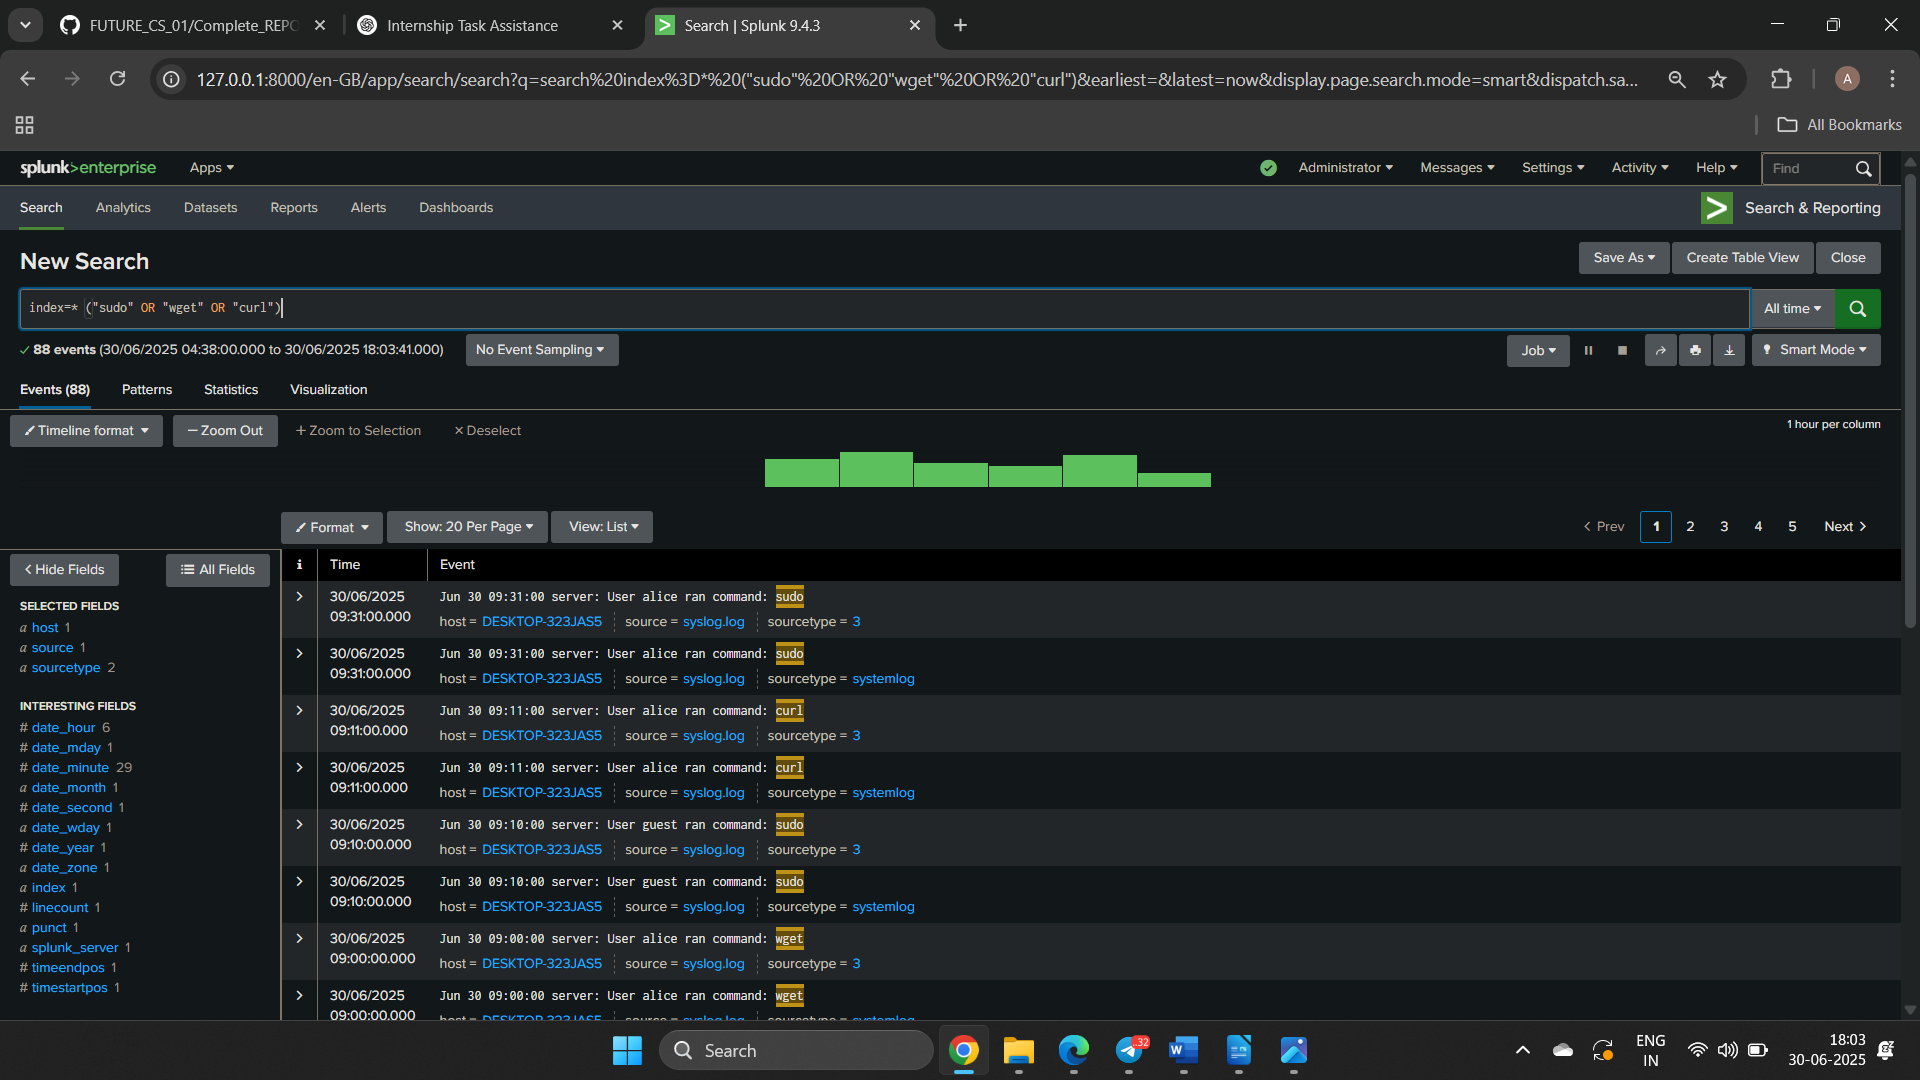 FUTURE_CS_01/Complete_REPO
Internship Task Assistance
Search | Splunk 9.4.3
127.0.0.1:8000/en-GB/app/search/search?q=search%20index%3D*%20("sudo"%20OR%20"wget"%20OR%20"curl")&earliest=&latest=now&display.page.search.mode=smart&dispatch.sa...
A
All Bookmarks
splunk>enterprise Apps
Administrator Messages Settings Activity Help Find
Search Analytics Datasets Reports Alerts Dashboards
Search & Reporting
New Search
Save As Create Table View Close
index=* ("sudo" OR "wget" OR "curl")
All time
88 events (30/06/2025 04:38:00.000 to 30/06/2025 18:03:41.000) No Event Sampling
Job Smart Mode
Events (88) Patterns Statistics Visualization
Timeline format — Zoom Out + Zoom to Selection × Deselect
1 hour per column
Format Show: 20 Per Page View: List
< Prev 1 2 3 4 5 Next >
< Hide Fields All Fields
SELECTED FIELDS
a host 1
a source 1
a sourcetype 2
INTERESTING FIELDS
# date_hour 6
# date_mday 1
# date_minute 29
a date_month 1
# date_second 1
a date_wday 1
# date_year 1
a date_zone 1
a index 1
# linecount 1
a punct 1
a splunk_server 1
# timeendpos 1
# timestartpos 1
i Time Event
30/06/2025 09:31:00.000
Jun 30 09:31:00 server: User alice ran command: sudo
host = DESKTOP-323JAS5 source = syslog.log sourcetype = 3
30/06/2025 09:31:00.000
Jun 30 09:31:00 server: User alice ran command: sudo
host = DESKTOP-323JAS5 source = syslog.log sourcetype = systemlog
30/06/2025 09:11:00.000
Jun 30 09:11:00 server: User alice ran command: curl
host = DESKTOP-323JAS5 source = syslog.log sourcetype = 3
30/06/2025 09:11:00.000
Jun 30 09:11:00 server: User alice ran command: curl
host = DESKTOP-323JAS5 source = syslog.log sourcetype = systemlog
30/06/2025 09:10:00.000
Jun 30 09:10:00 server: User guest ran command: sudo
host = DESKTOP-323JAS5 source = syslog.log sourcetype = 3
30/06/2025 09:10:00.000
Jun 30 09:10:00 server: User guest ran command: sudo
host = DESKTOP-323JAS5 source = syslog.log sourcetype = systemlog
30/06/2025 09:00:00.000
Jun 30 09:00:00 server: User alice ran command: wget
host = DESKTOP-323JAS5 source = syslog.log sourcetype = 3
30/06/2025 09:00:00.000
Jun 30 09:00:00 server: User alice ran command: wget
host = DESKTOP-323JAS5 source = syslog.log sourcetype = systemlog
Search
..32
ENG
IN
18:03
30-06-2025